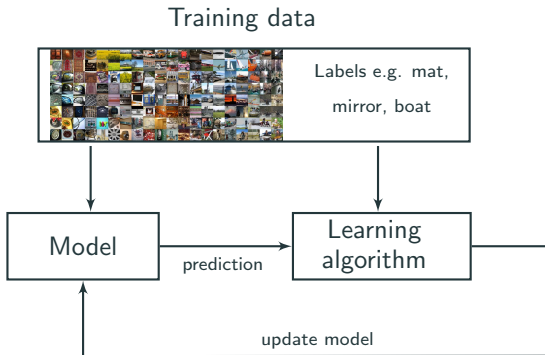 Training data
Labels e.g. mat,
mirror, boat
Model
prediction
Learning
algorithm
update model